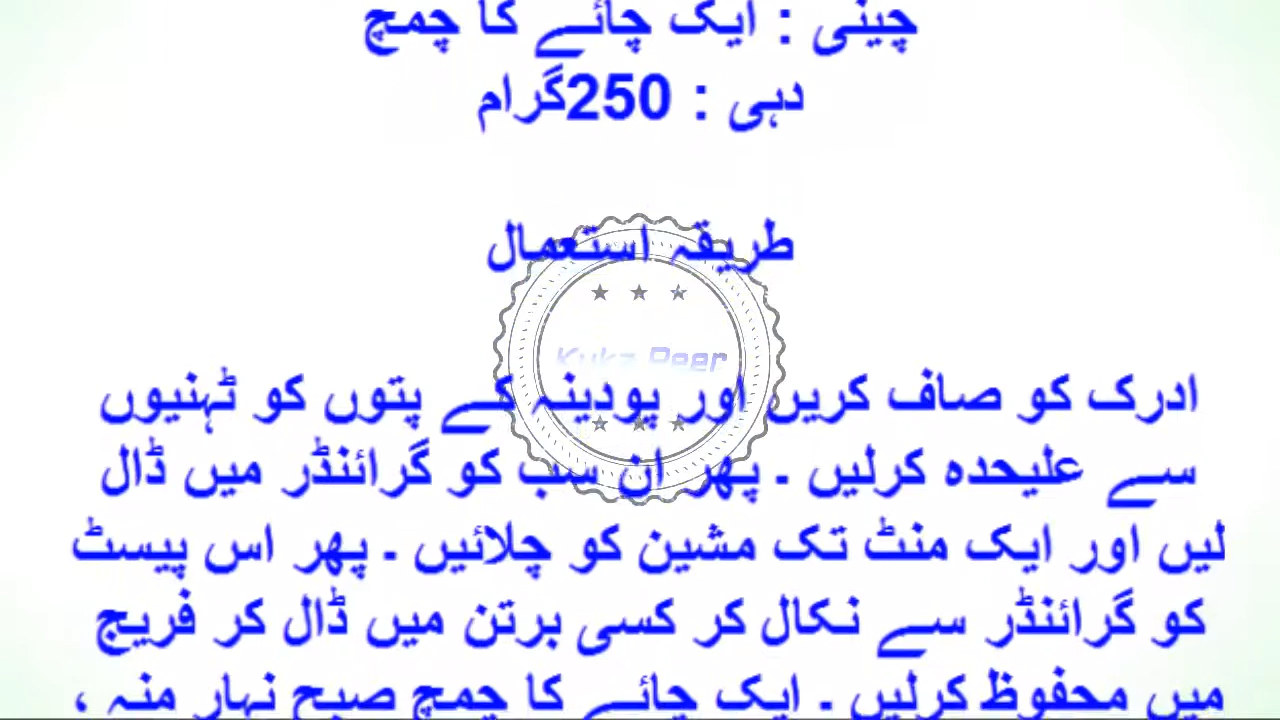 چینی : ایک چائے کا چمچ
دہی : 250گرام
طریقہ استعمال
Kuka Peer
ادرک کو صاف کریں اور پودینہ کے پتوں کو ٹہنیوں
سے علیحدہ کرلیں ۔ پھر ان سب کو گرائنڈر میں ڈال
لیں اور ایک منٹ تک مشین کو چلائیں ۔ پھر اس پیسٹ
کو گرائنڈر سے نکال کر کسی برتن میں ڈال کر فریج
میں محفوظ کرلیں ۔ ایک چائے کا چمچ صبح نہار منہ ،